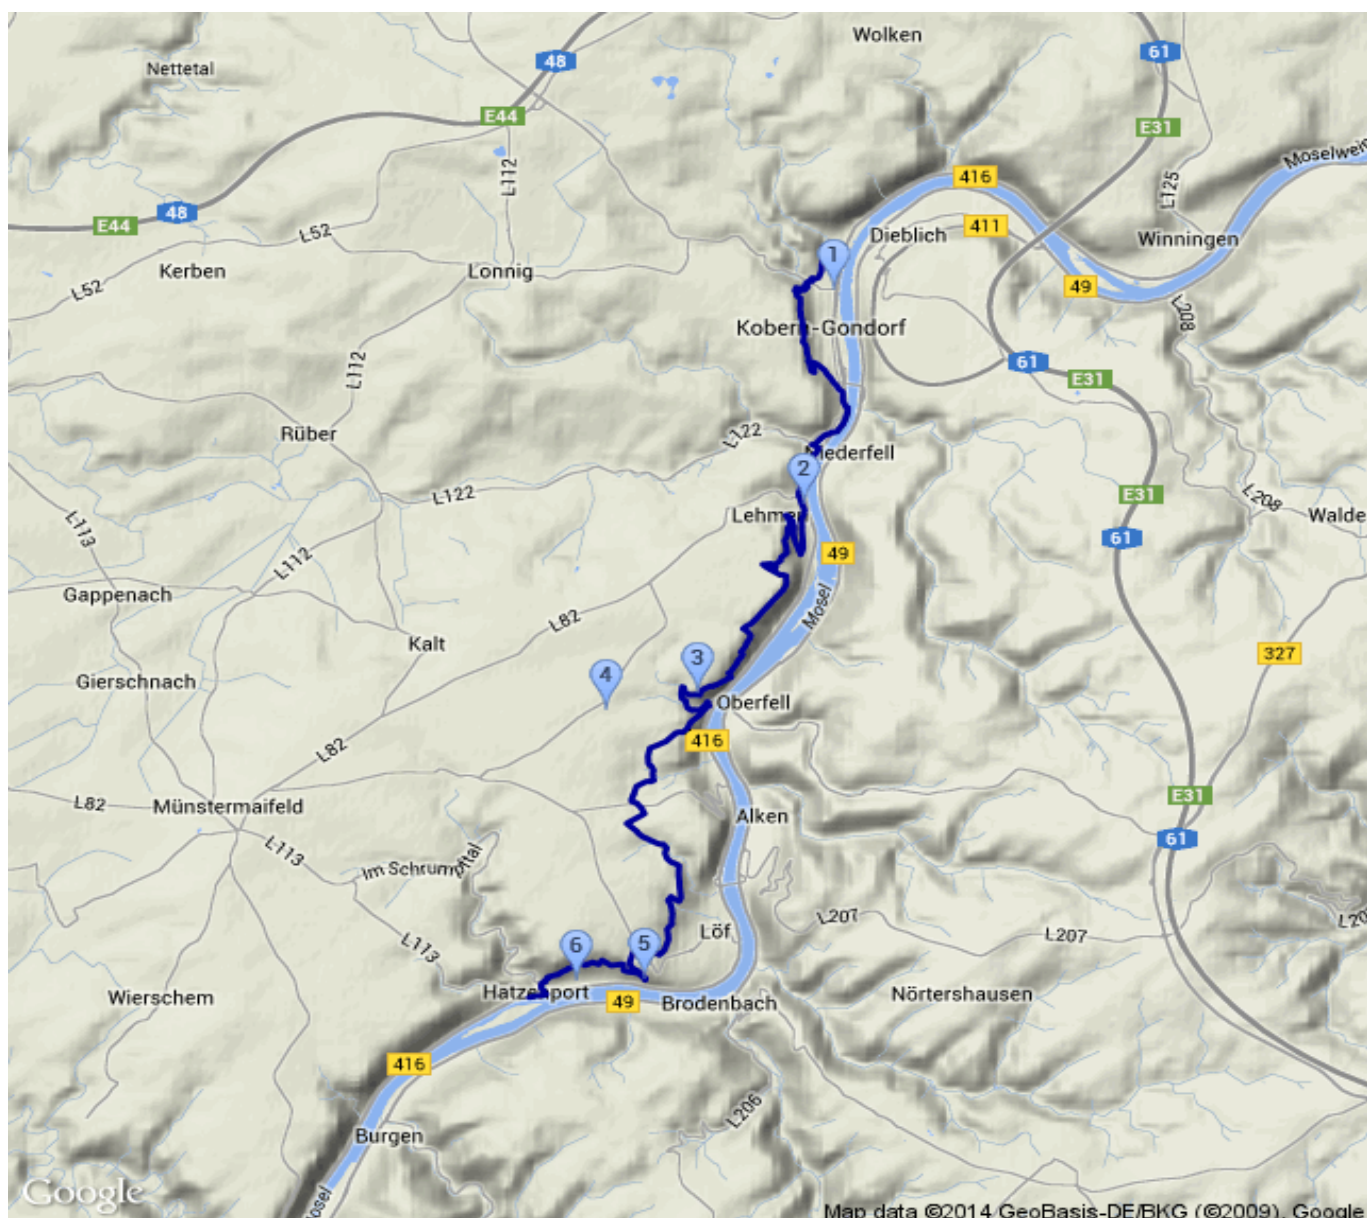 Wolken
61
48
Nettetal
E44
E31
L112
Moselweiß
416
L125
48
E44
L52
411
Dieblich
Winningen
1
Kerben
Lonnig
L52
49
L208
Kobern-Gondorf
L112
61
E31
Rüber
L122
Niederfell
2
L122
E31
L208
Lehmen
61
L113
49
L112
Gappenach
Mosel
L82
Kalt
327
3
4
Gierschnach
Oberfell
416
L82
E31
L82
Münstermaifeld
Alken
61
L113
Im Schrumpftal
L207
L207
Löf
L113
6
5
Hatzenport
49
Brodenbach
Nörtershausen
Wierschem
416
L206
Burgen
Google
Mosel
Map data ©2014 GeoBasis-DE/BKG (©2009), Google